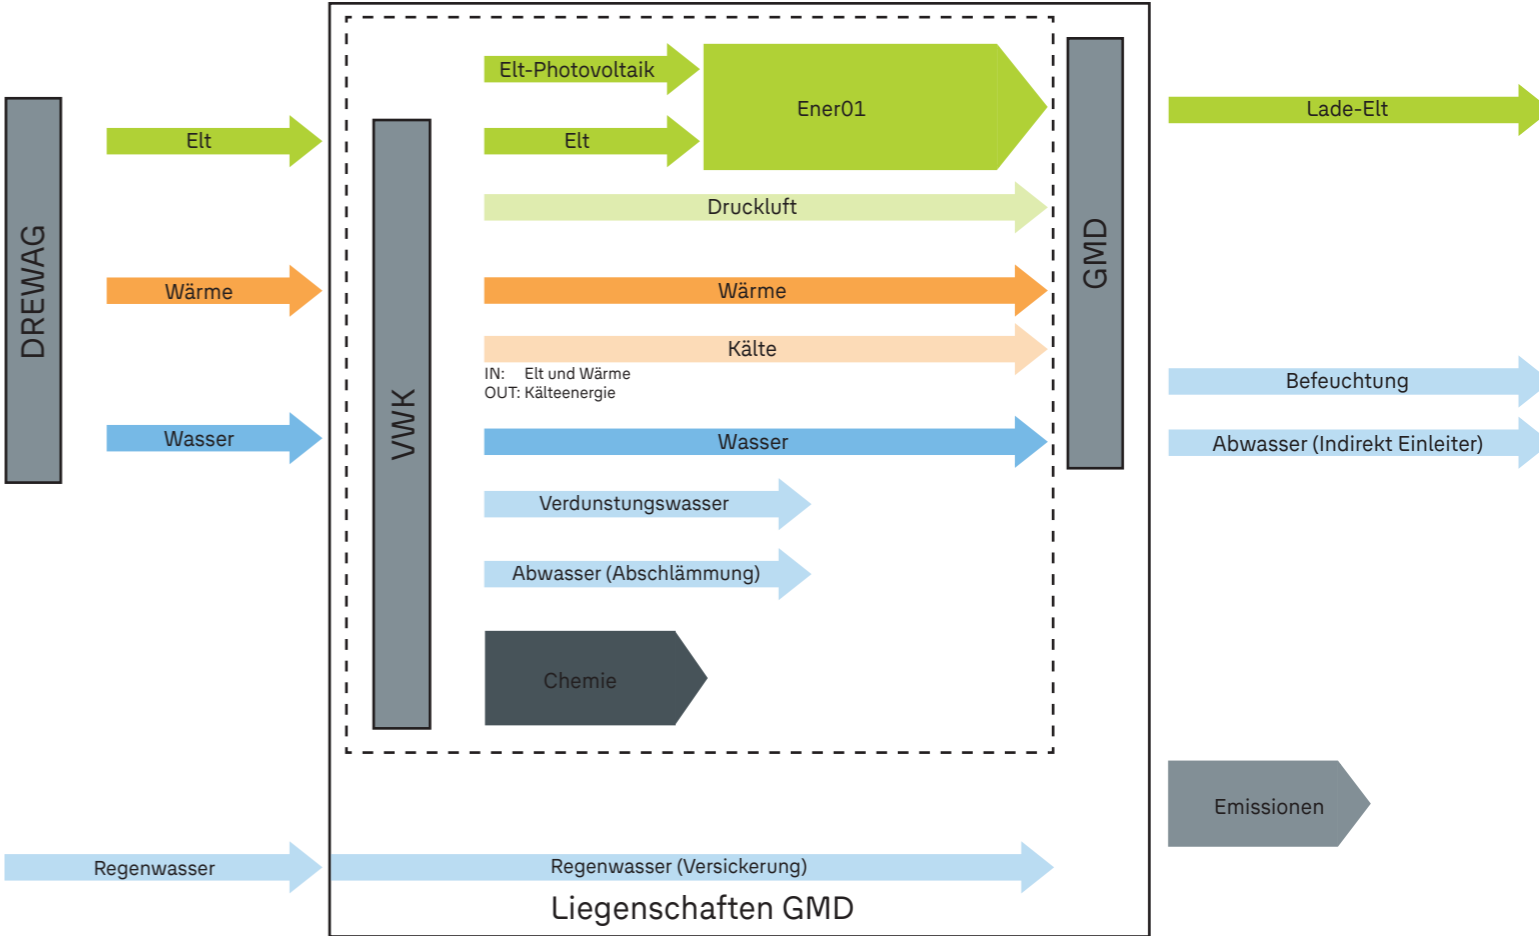 DREWAG
Elt
Wärme
Wasser
Regenwasser
VWK
Elt-Photovoltaik
Elt
Ener01
Druckluft
Wärme
Kälte
IN: Elt und Wärme
OUT: Kälteenergie
Wasser
Verdunstungswasser
Abwasser (Abschlämmung)
Chemie
GMD
Regenwasser (Versickerung)
Liegenschaften GMD
Lade-Elt
Befeuchtung
Abwasser (Indirekt Einleiter)
Emissionen